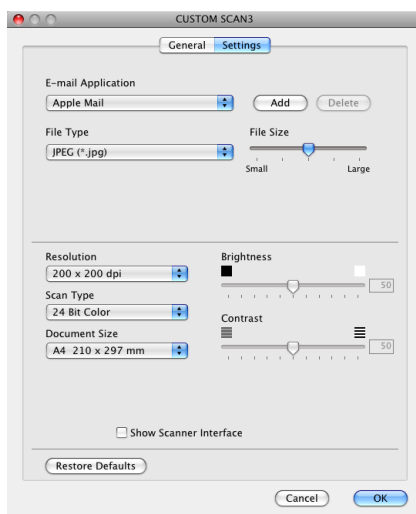 CUSTOM SCAN3
General Settings
E-mail Application
Apple Mail Add Delete
File Type File Size
JPEG (*.jpg)
Small Large
Resolution Brightness
200 x 200 dpi
50
Scan Type
24 Bit Color Contrast
Document Size
A4 210 x 297 mm 50
Show Scanner Interface
Restore Defaults
Cancel OK